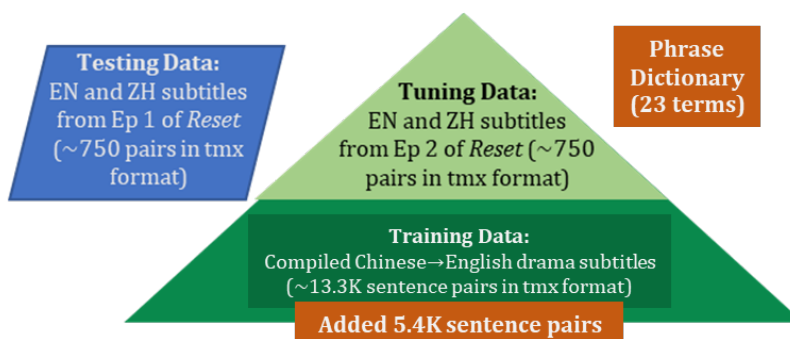 Testing Data:
EN and ZH subtitles
from Ep 1 of Reset
(~750 pairs in tmx
format)
Tuning Data:
EN and ZH subtitles
from Ep 2 of Reset (~750
pairs in tmx format)
Phrase
Dictionary
(23 terms)
Training Data:
Compiled Chinese→English drama subtitles
(~13.3K sentence pairs in tmx format)
Added 5.4K sentence pairs